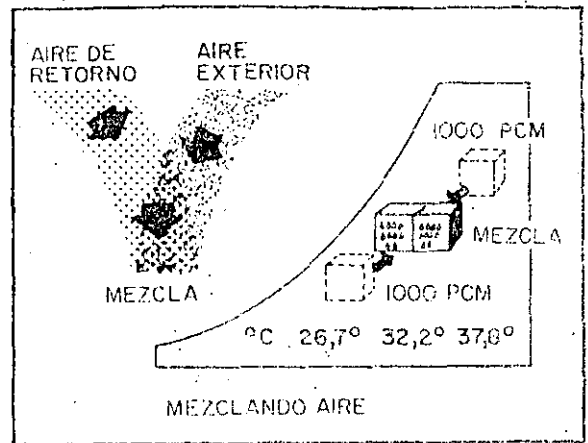 AIRE DE
RETORNO
AIRE
EXTERIOR
MEZCLA
1000 PCM
MEZCLA
1000 PCM
°C 26,7° 32,2° 37,8°
MEZCLANDO AIRE